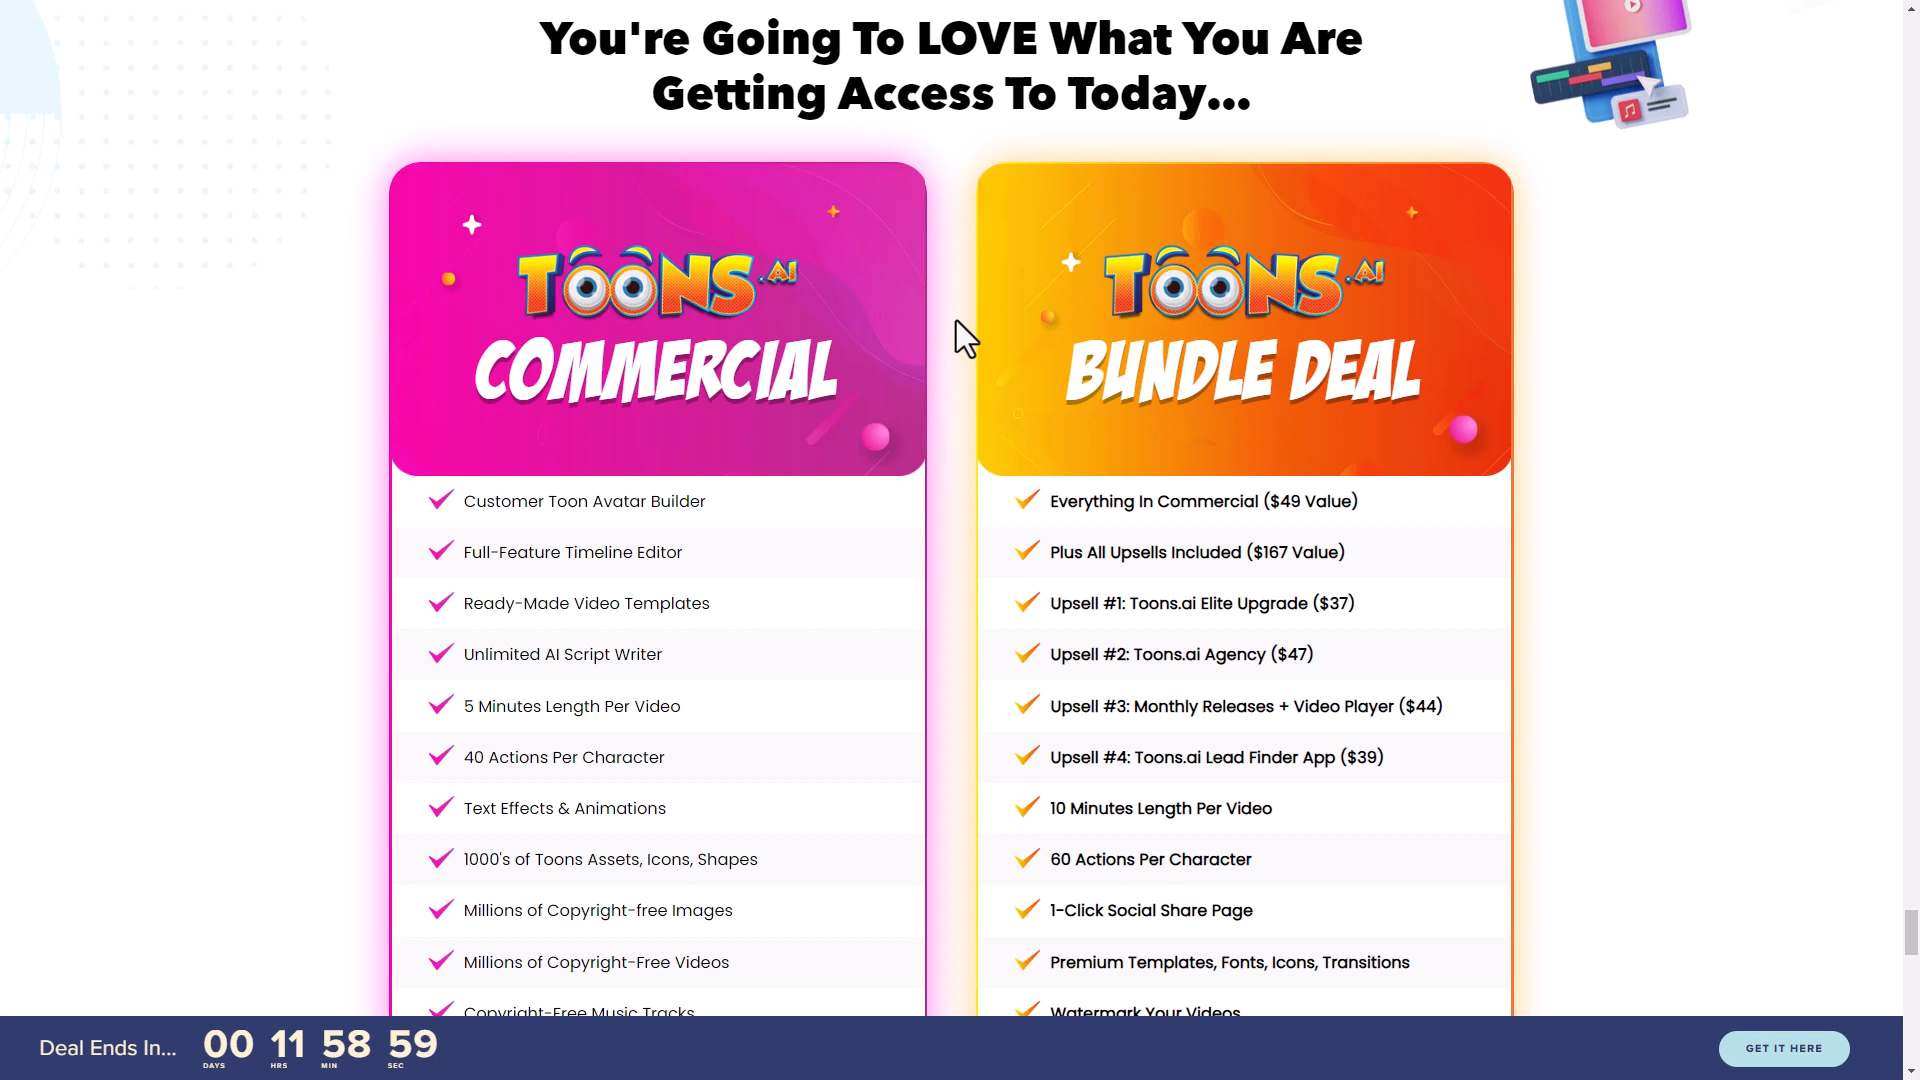 You're Going To LOVE What You Are
Getting Access To Today...
TOONS.AI
COMMERCIAL
Customer Toon Avatar Builder
Full-Feature Timeline Editor
Ready-Made Video Templates
Unlimited AI Script Writer
5 Minutes Length Per Video
40 Actions Per Character
Text Effects & Animations
1000's of Toons Assets, Icons, Shapes
Millions of Copyright-free Images
Millions of Copyright-Free Videos
Copyright-Free Music Tracks
TOONS.AI
BUNDLE DEAL
Everything In Commercial ($49 Value)
Plus All Upsells Included ($167 Value)
Upsell #1: Toons.ai Elite Upgrade ($37)
Upsell #2: Toons.ai Agency ($47)
Upsell #3: Monthly Releases + Video Player ($44)
Upsell #4: Toons.ai Lead Finder App ($39)
10 Minutes Length Per Video
60 Actions Per Character
1-Click Social Share Page
Premium Templates, Fonts, Icons, Transitions
Watermark Your Videos
Deal Ends In...
00 11 58 59
DAYS HRS MIN SEC
GET IT HERE